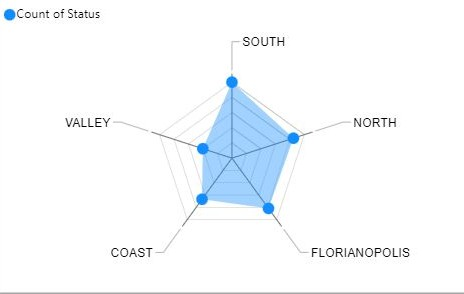 Count of Status
SOUTH
VALLEY
NORTH
COAST
FLORIANOPOLIS